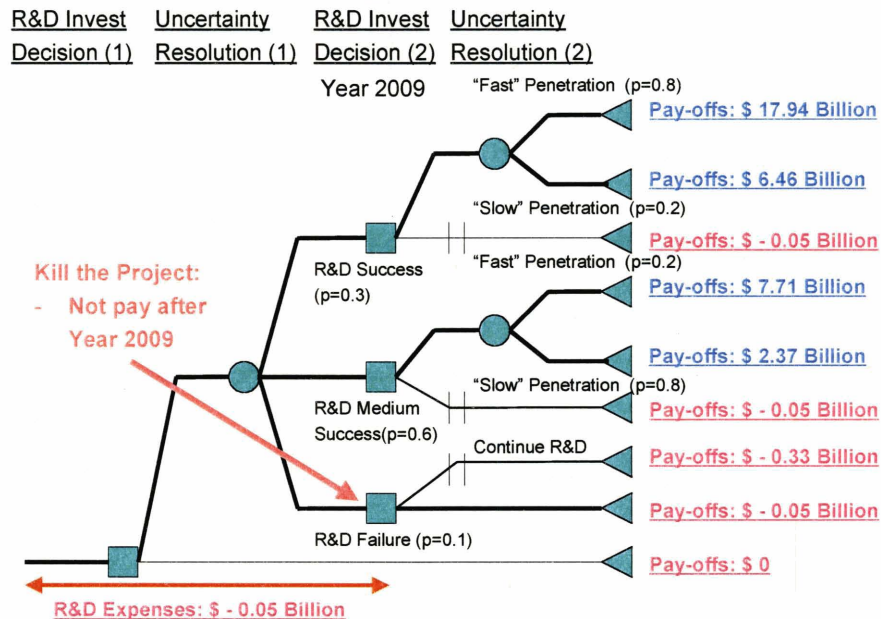 R&D Invest
Decision (1)
Uncertainty
Resolution (1)
R&D Invest
Decision (2)
Year 2009
Uncertainty
Resolution (2)
"Fast" Penetration (p=0.8)
Pay-offs: $ 17.94 Billion
Pay-offs: $ 6.46 Billion
"Slow" Penetration (p=0.2)
Pay-offs: $ - 0.05 Billion
R&D Success
(p=0.3)
"Fast" Penetration (p=0.2)
Pay-offs: $ 7.71 Billion
Pay-offs: $ 2.37 Billion
"Slow" Penetration (p=0.8)
Pay-offs: $ - 0.05 Billion
R&D Medium
Success(p=0.6)
Continue R&D
Pay-offs: $ - 0.33 Billion
Pay-offs: $ - 0.05 Billion
R&D Failure (p=0.1)
Pay-offs: $ 0
Kill the Project:
- Not pay after
Year 2009
R&D Expenses: $ - 0.05 Billion